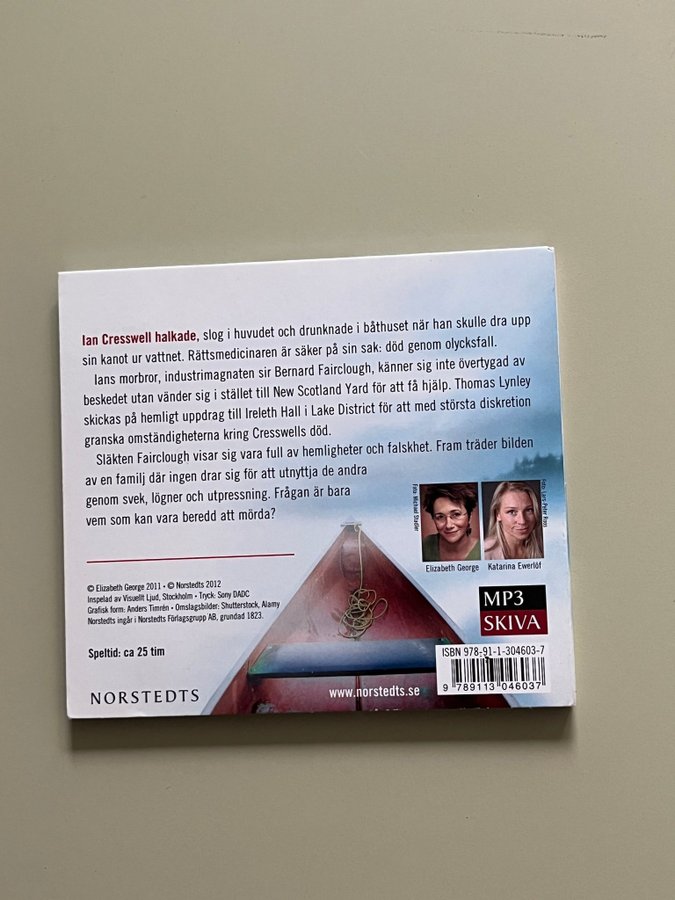 Ian Cresswell halkade, slog i huvudet och drunknade i båthuset när han skulle dra upp
sin kanot ur vattnet. Rättsmedicinaren är säker på sin sak: död genom olycksfall.
Ians morbror, industrimagnaten sir Bernard Fairclough, känner sig inte övertygad av
beskedet utan vänder sig i stället till New Scotland Yard för att få hjälp. Thomas Lynley
skickas på hemligt uppdrag till Ireleth Hall i Lake District för att med största diskretion
granska omständigheterna kring Cresswells död.
Släkten Fairclough visar sig vara full av hemligheter och falskhet. Fram träder bilden
av en familj där ingen drar sig för att utnyttja de andra
genom svek, lögner och utpressning. Frågan är bara
vem som kan vara beredd att mörda?
Foto: Michael Stadler
Elizabeth George
Katarina Ewerlöf
© Elizabeth George 2011 • © Norstedts 2012
Inspelad av Visuellt Ljud, Stockholm • Tryck: Sony DADC
Grafisk form: Anders Timrén • Omslagsbilder: Shutterstock, Alamy
Norstedts ingår i Norstedts Förlagsgrupp AB, grundad 1823.
Speltid: ca 25 tim
NORSTEDTS
www.norstedts.se
MP3
SKIVA
ISBN 978-91-1-304603-7
9 789113 046037